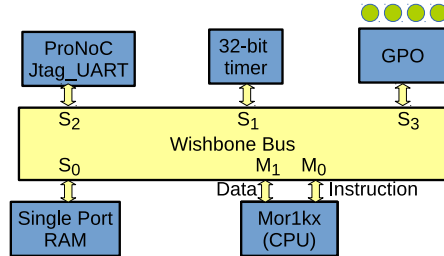 ProNoC
Jtag_UART
32-bit
timer
GPO
S2
S1
S3
Wishbone Bus
S0
M1
M0
Data
Instruction
Single Port
RAM
Mor1kx
(CPU)